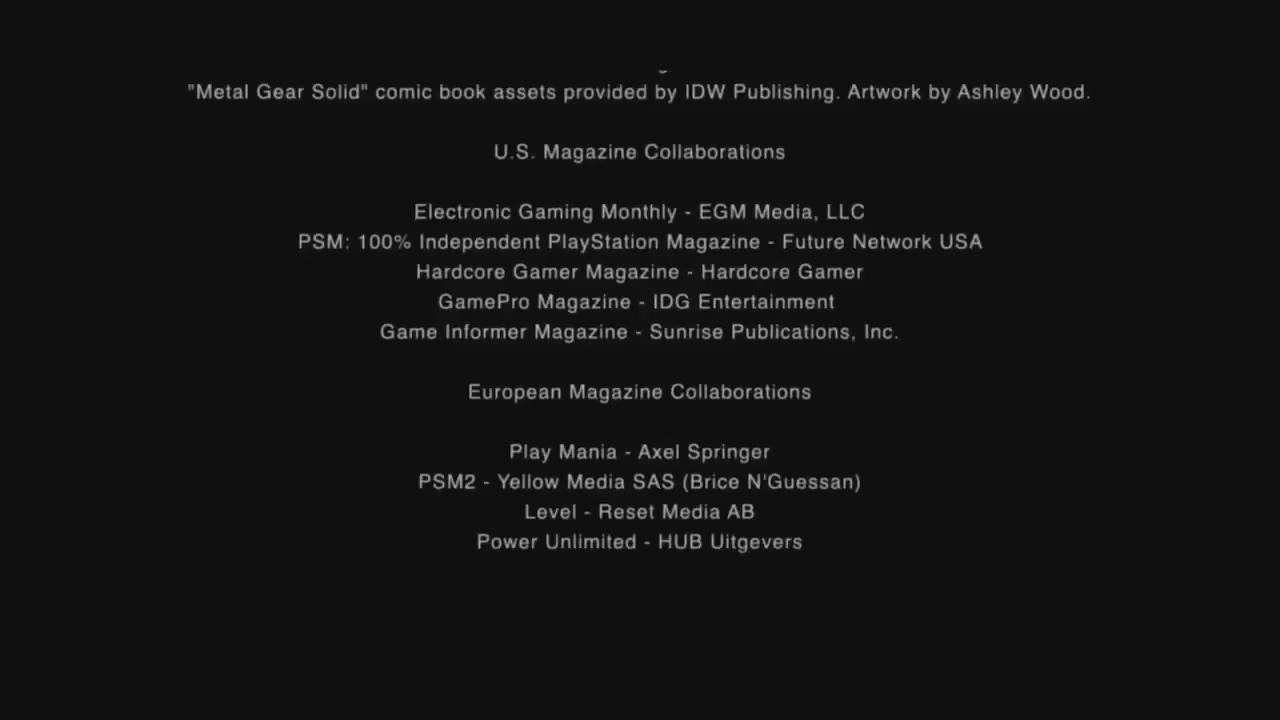 "Metal Gear Solid" comic book assets provided by IDW Publishing. Artwork by Ashley Wood.
U.S. Magazine Collaborations
Electronic Gaming Monthly - EGM Media, LLC
PSM: 100% Independent PlayStation Magazine - Future Network USA
Hardcore Gamer Magazine - Hardcore Gamer
GamePro Magazine - IDG Entertainment
Game Informer Magazine - Sunrise Publications, Inc.
European Magazine Collaborations
Play Mania - Axel Springer
PSM2 - Yellow Media SAS (Brice N'Guessan)
Level - Reset Media AB
Power Unlimited - HUB Uitgevers